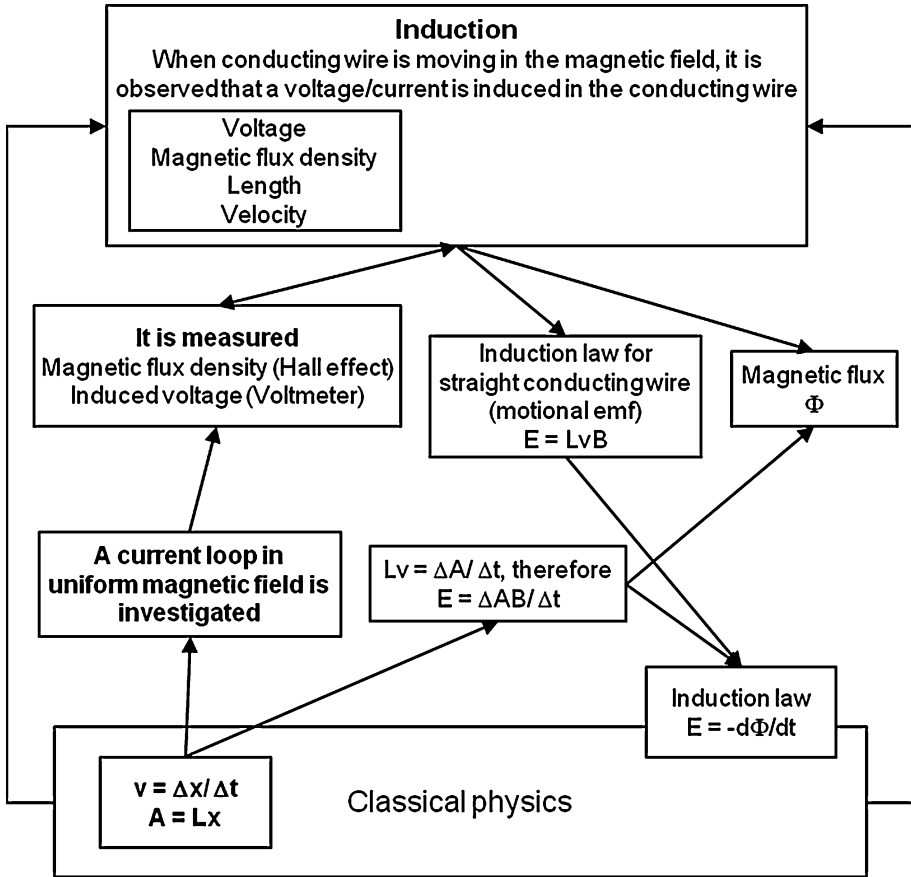 Induction
When conducting wire is moving in the magnetic field, it is
observed that a voltage/current is induced in the conducting wire
Voltage
Magnetic flux density
Length
Velocity
It is measured
Magnetic flux density (Hall effect)
Induced voltage (Voltmeter)
Induction law for
straight conducting wire
(motional emf)
E = LvB
Magnetic flux
Φ
A current loop in
uniform magnetic field is
investigated
Lv = ΔA/ Δt, therefore
E = ΔAB/ Δt
Induction law
E = -dΦ/dt
v = Δx/ Δt
A = Lx
Classical physics